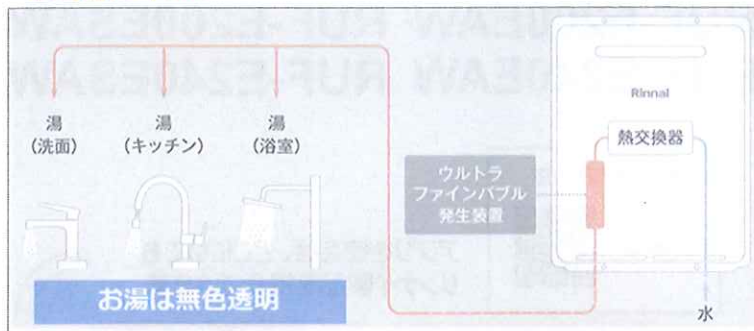 湯
(洗面)
湯
(キッチン)
湯
(浴室)
Rinnai
熱交換器
ウルトラ
ファインバブル
発生装置
お湯は無色透明
水